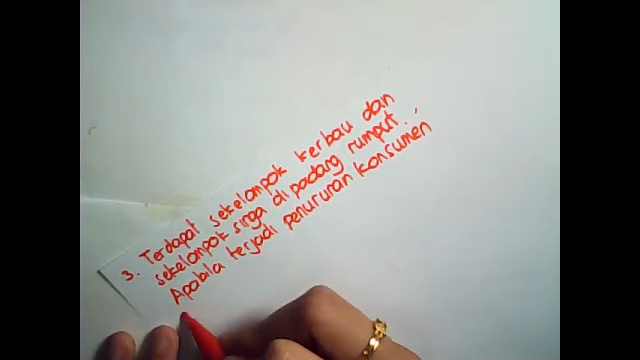 3. Terdapat sekelompok kerbau dan
sekelompok singa di padang rumput.
Apabila terjadi penurunan konsumen